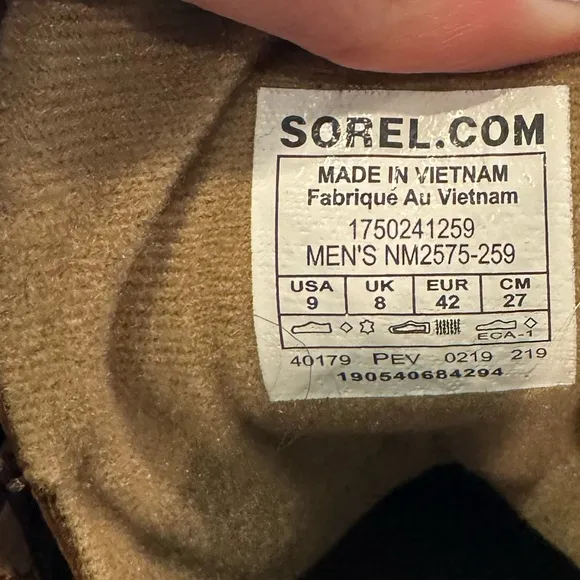 SOREL.COM
MADE IN VIETNAM
Fabriqué Au Vietnam
1750241259
MEN'S NM2575-259
USA UK EUR CM
9 8 42 27
ECA-1
40179 PEV 0219 219
190540684294